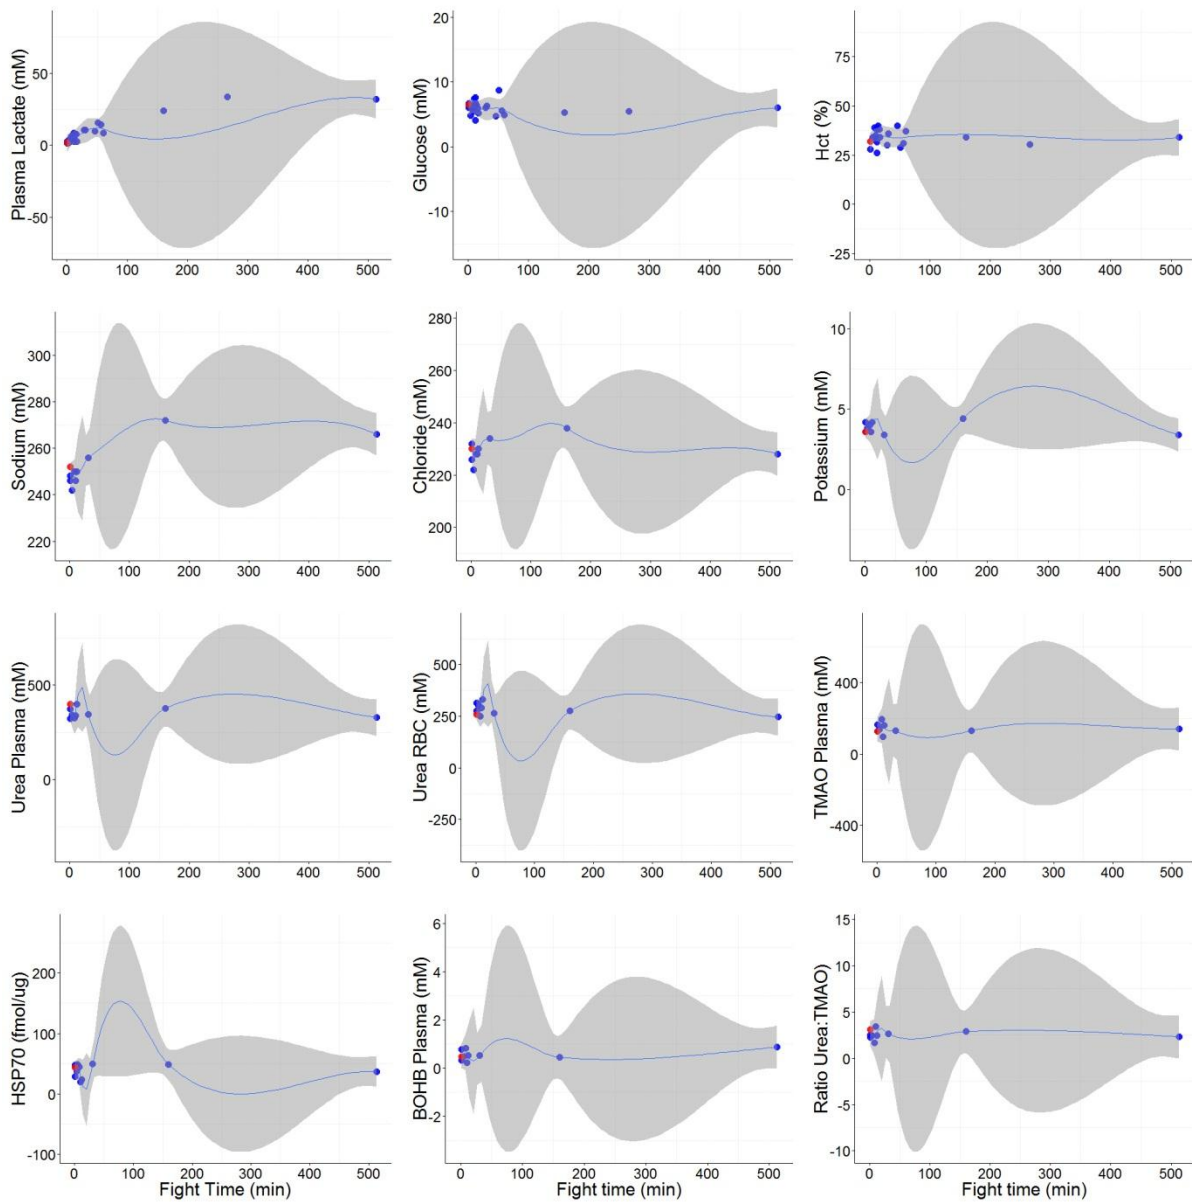 Plasma Lactate (mM)
50
0
-50
0 100 200 300 400 500
Glucose (mM)
20
10
0
-10
0 100 200 300 400 500
Hct (%)
75
50
25
0
-25
0 100 200 300 400 500
Sodium (mM)
300
280
260
240
220
0 100 200 300 400 500
Chloride (mM)
280
260
240
220
200
0 100 200 300 400 500
Potassium (mM)
10
5
0
0 100 200 300 400 500
Urea Plasma (mM)
500
0
0 100 200 300 400 500
Urea RBC (mM)
500
250
0
-250
0 100 200 300 400 500
TMAO Plasma (mM)
400
0
-400
0 100 200 300 400 500
HSP70 (fmol/ug)
200
100
0
-100
0 100 200 300 400 500
Fight Time (min)
BOHB Plasma (mM)
6
4
2
0
-2
0 100 200 300 400 500
Fight time (min)
Ratio Urea:TMAO)
15
10
5
0
-5
-10
0 100 200 300 400 500
Fight time (min)